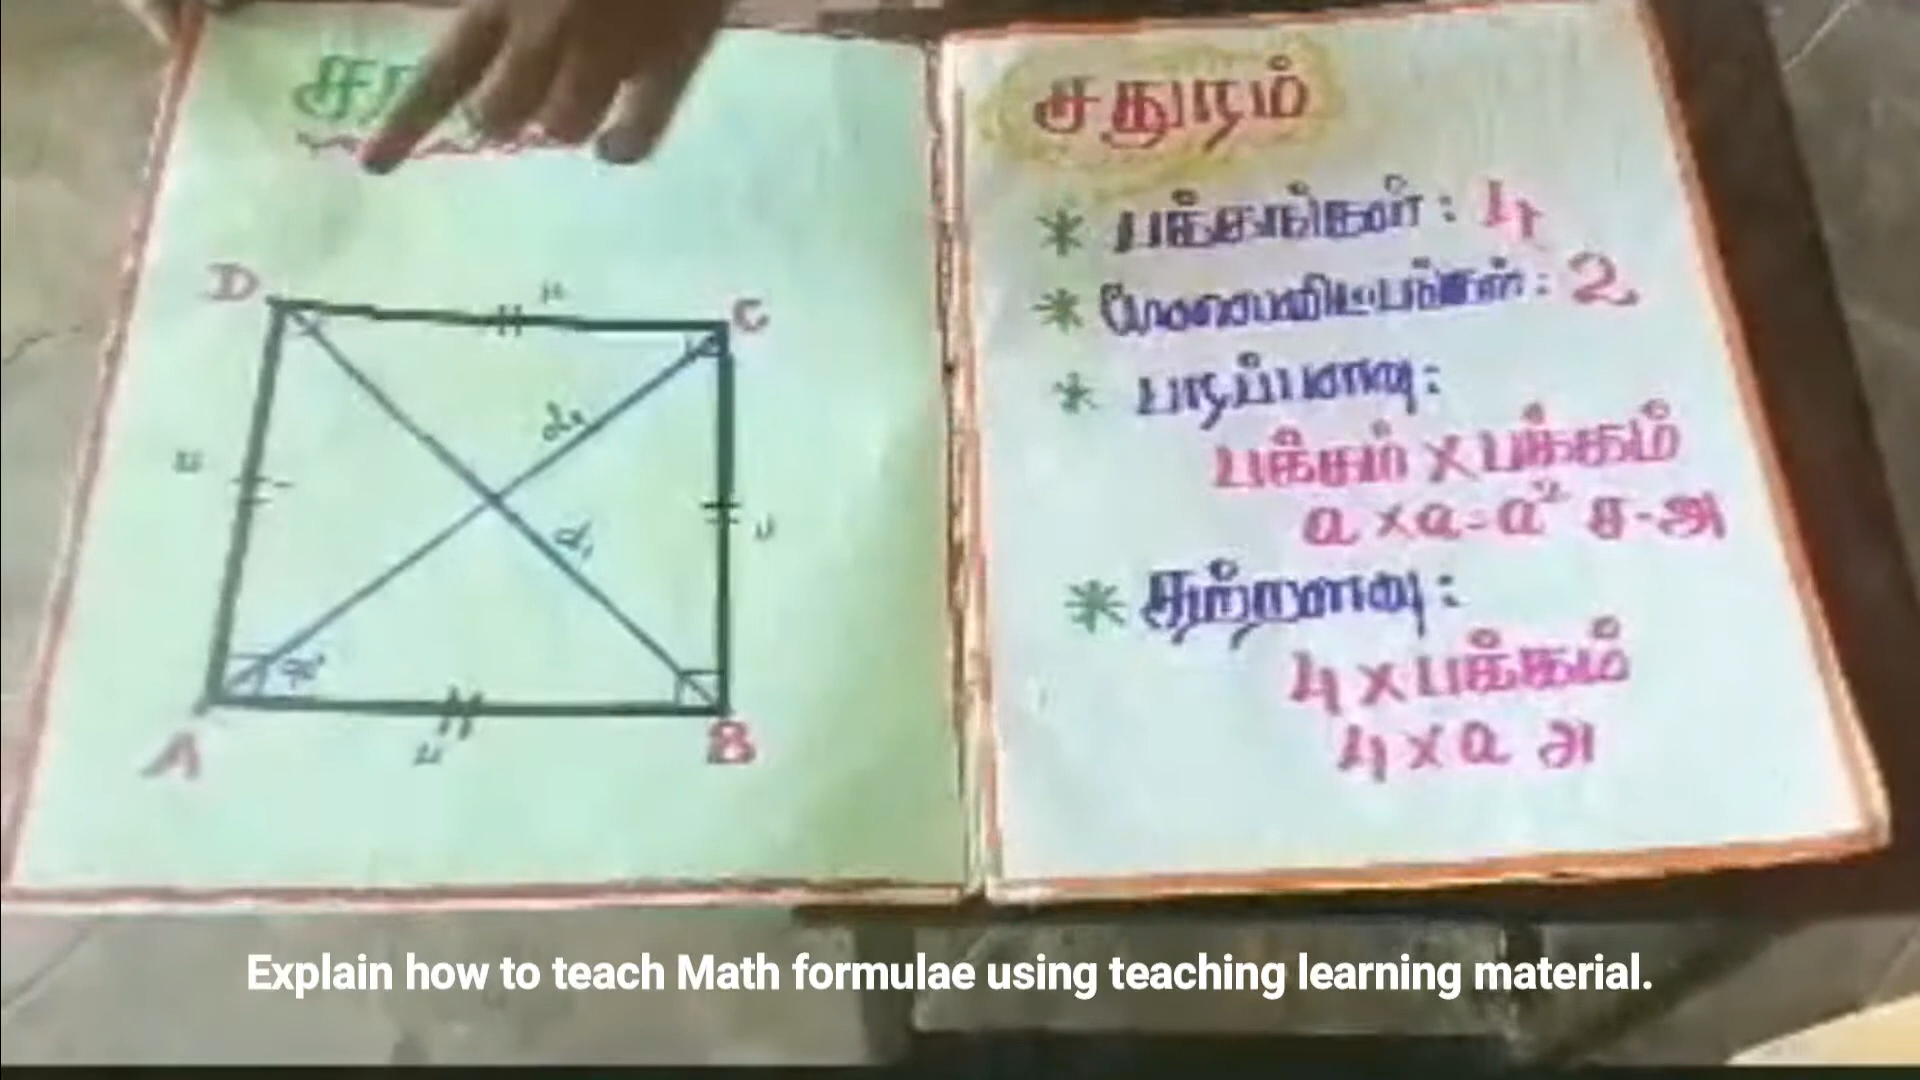 D
C
d₁
A
B
சதுரம்
* பக்கங்கள் : 4
* மூலைவிட்டங்கள் : 2
* பரப்பளவு :
பக்கம் X பக்கம்
a x a = a² ச.அ
* சுற்றளவு :
4 X பக்கம்
4 X a அ
Explain how to teach Math formulae using teaching learning material.